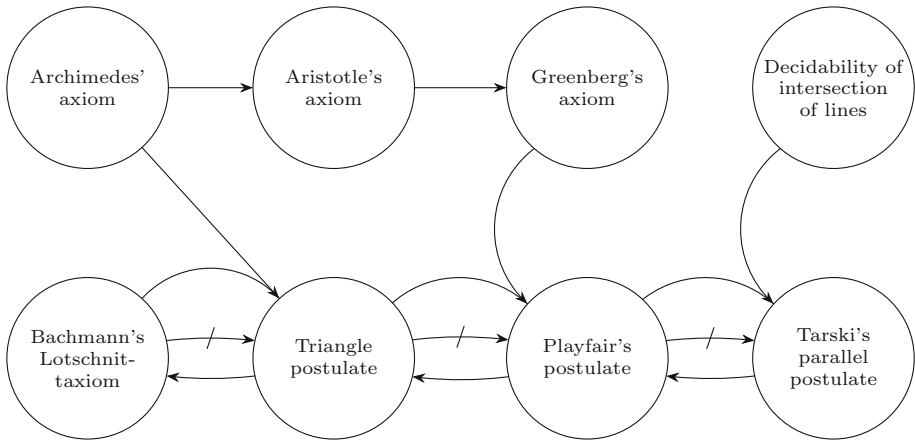 Archimedes'
axiom
Aristotle's
axiom
Greenberg's
axiom
Decidability of
intersection
of lines
Bachmann's
Lotschnit-
taxiom
Triangle
postulate
Playfair's
postulate
Tarski's
parallel
postulate